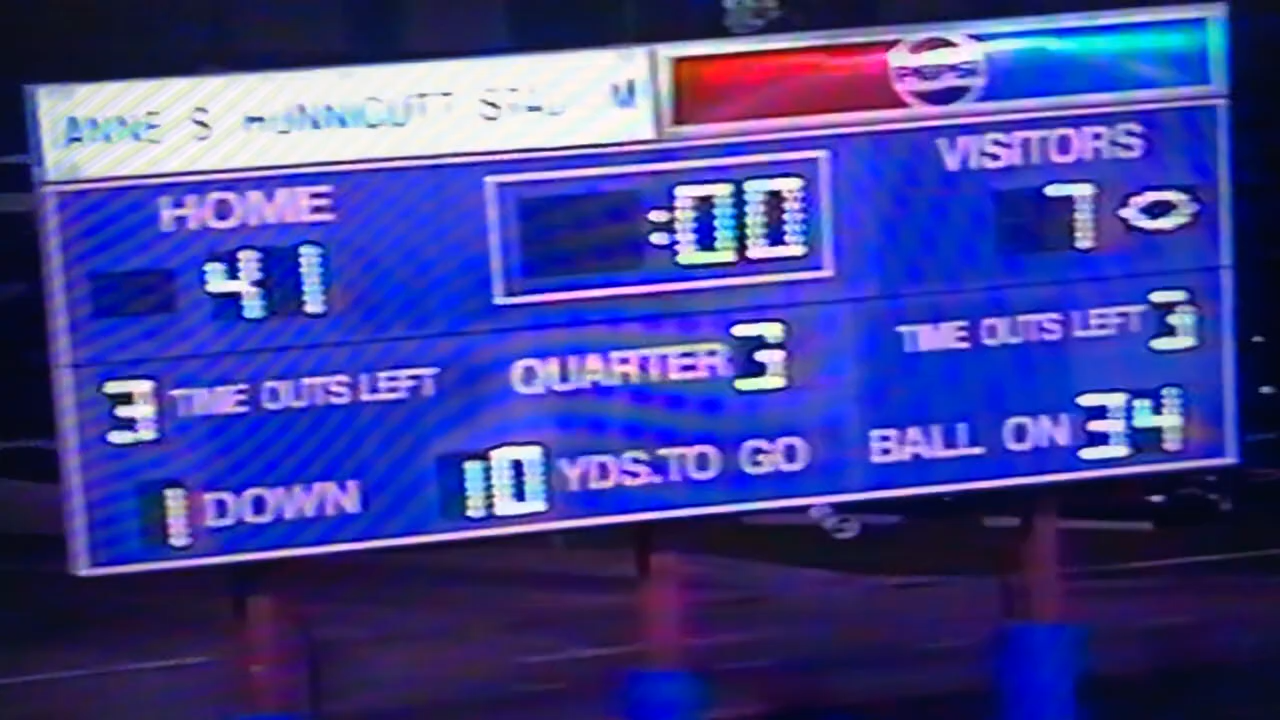 ANNE S HUNNICUTT STAD M
PEPSI
HOME
41
:00
VISITORS
7
3 TIME OUTS LEFT
QUARTER 3
TIME OUTS LEFT 3
1 DOWN
10 YDS.TO GO
BALL ON 34